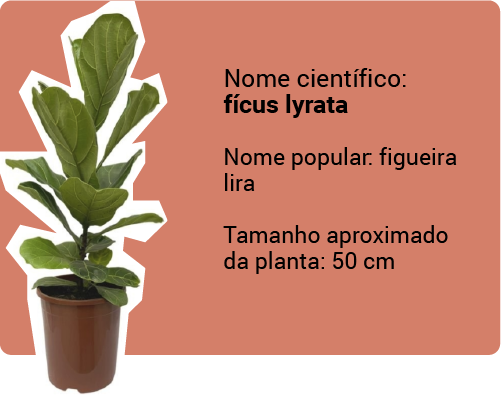 Nome científico:
fícus lyrata
Nome popular: figueira
lira
Tamanho aproximado
da planta: 50 cm